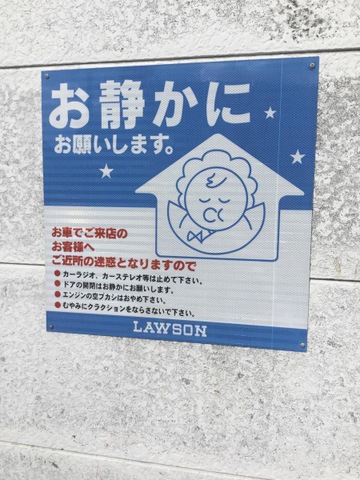 お静かに
お願いします。
お車でご来店の
お客様へ
ご近所の迷惑となりますので
●カーラジオ、カーステレオ等は止めて下さい。
●ドアの開閉はお静かにお願いします。
●エンジンの空ブカシはおやめ下さい。
●むやみにクラクションをならさないで下さい。
LAWSON